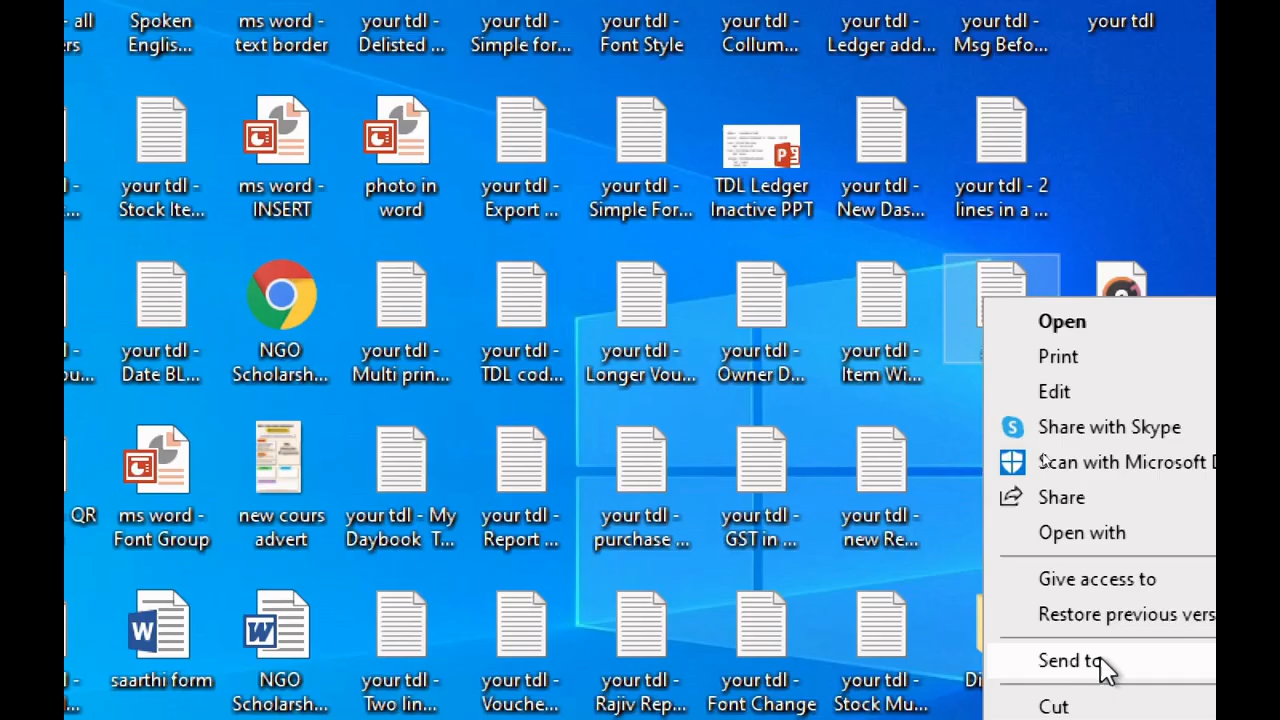 - all
Spoken
ms word -
your tdl -
your tdl -
your tdl -
your tdl -
your tdl -
your tdl -
your tdl
ers
Englis...
text border
Delisted ...
Simple for...
Font Style
Collum...
Ledger add...
Msg Befo...
your tdl -
ms word -
photo in
your tdl -
your tdl -
TDL Ledger
your tdl -
your tdl - 2
Stock Ite...
INSERT
word
Export ...
Simple For...
Inactive PPT
New Das...
lines in a ...
your tdl -
NGO
your tdl -
your tdl -
your tdl -
your tdl -
your tdl -
ou...
Date BL...
Scholarsh...
Multi prin...
TDL cod...
Longer Vou...
Owner D...
Item Wi...
QR
ms word -
new cours
your tdl - My
your tdl -
your tdl -
your tdl -
your tdl -
Font Group
advert
Daybook T...
Report ...
purchase ...
GST in ...
new Re...
saarthi form
NGO
your tdl -
your tdl -
your tdl -
your tdl -
your tdl -
Di
Scholarsh...
Two lin...
Vouche...
Rajiv Rep...
Font Change
Stock Mu...
Open
Print
Edit
Share with Skype
Scan with Microsoft D
Share
Open with
Give access to
Restore previous vers
Send to
Cut